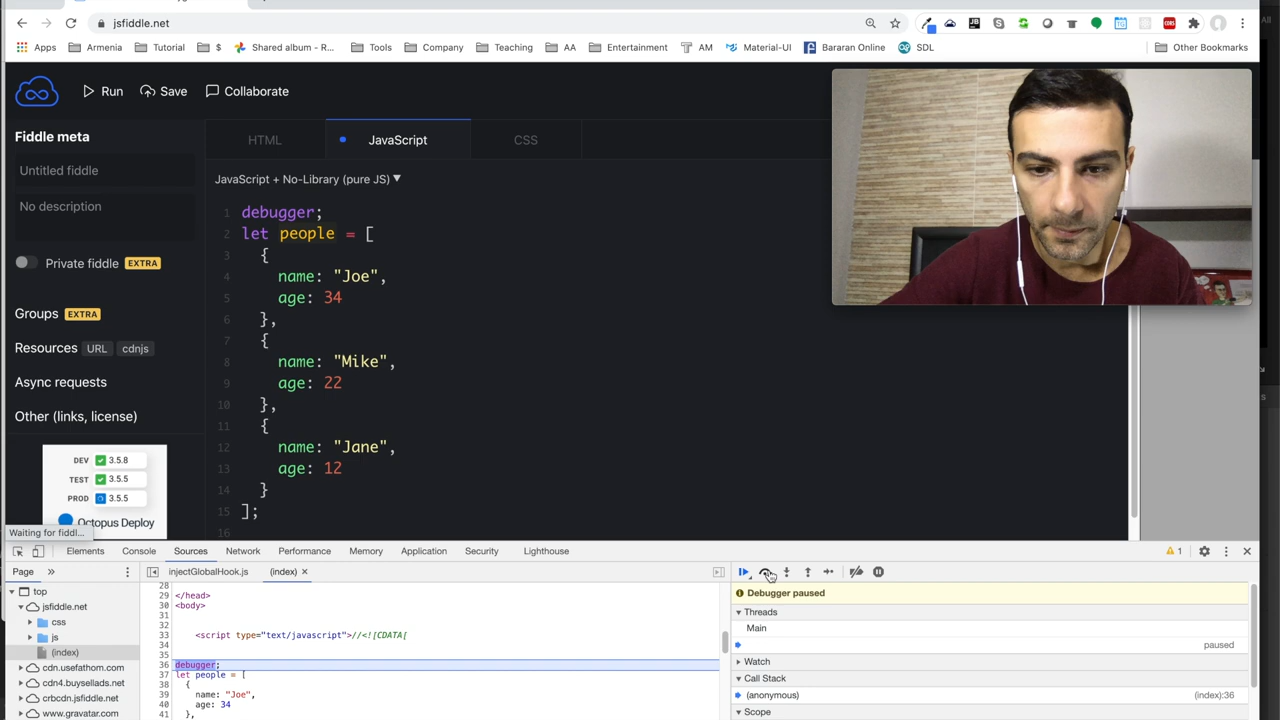 jsfiddle.net
Apps Armenia Tutorial $ Shared album - R... Tools Company Teaching AA Entertainment AM Material-UI Bararan Online SDL Other Bookmarks
Run Save Collaborate
Fiddle meta
Untitled fiddle
No description
Private fiddle EXTRA
Groups EXTRA
Resources URL cdnjs
Async requests
Other (links, license)
DEV 3.5.8
TEST 3.5.5
PROD 3.5.5
Octopus Deploy
Waiting for fiddl...
HTML JavaScript CSS
JavaScript + No-Library (pure JS)
1 debugger;
2 let people = [
3 {
4 name: "Joe",
5 age: 34
6 },
7 {
8 name: "Mike",
9 age: 22
10 },
11 {
12 name: "Jane",
13 age: 12
14 }
15 ];
16
Elements Console Sources Network Performance Memory Application Security Lighthouse 1
Page »
top
jsfiddle.net
css
js
(index)
cdn.usefathom.com
cdn4.buysellads.net
crbcdn.jsfiddle.net
www.gravatar.com
injectGlobalHook.js (index) ×
28
29 </head>
30 <body>
31
32
33 <script type="text/javascript">//<![CDATA[
34
35
36 debugger;
37 let people = [
38 {
39 name: "Joe",
40 age: 34
41 },
Debugger paused
Threads
Main
paused
Watch
Call Stack
(anonymous) (index):36
Scope